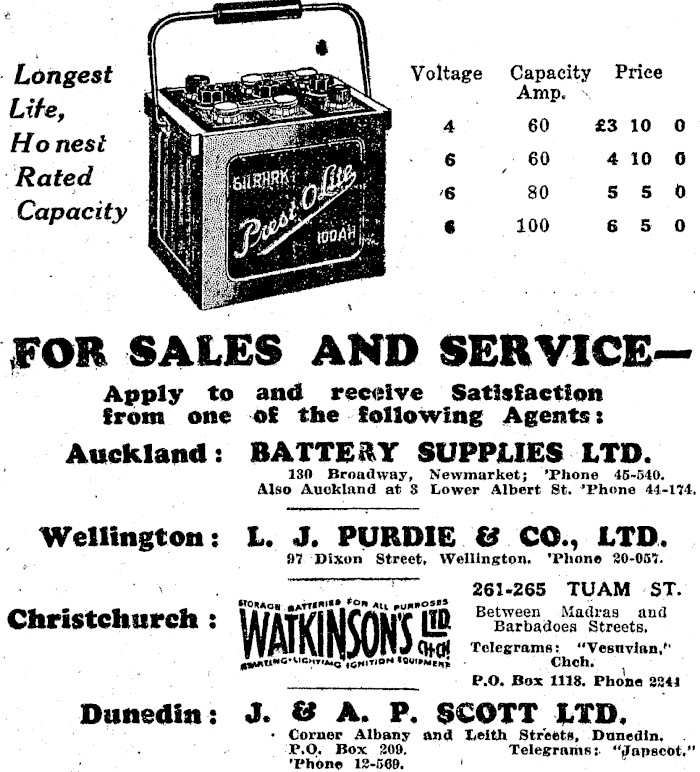 Longest
Life,
Honest
Rated
Capacity
Prest-O-Lite
100AH
Voltage Capacity Price
Amp.
4 60 £3 10 0
6 60 4 10 0
6 80 5 5 0
6 100 6 5 0
FOR SALES AND SERVICE—
Apply to and receive Satisfaction
from one of the following Agents:
Auckland: BATTERY SUPPLIES LTD.
130 Broadway, Newmarket; 'Phone 45-540.
Also Auckland at 3 Lower Albert St. 'Phone 44-174.
Wellington: L. J. PURDIE & CO., LTD.
97 Dixon Street, Wellington. 'Phone 20-057.
Christchurch:
STORAGE BATTERIES FOR ALL PURPOSES
WATKINSON'S LTD. CH-CH.
STARTING-LIGHTING IGNITION EQUIPMENT
261-265 TUAM ST.
Between Madras and
Barbadoes Streets.
Telegrams: "Vesuvian,"
Chch.
P.O. Box 1118. Phone 2244
Dunedin: J. & A. P. SCOTT LTD.
Corner Albany and Leith Streets, Dunedin.
P.O. Box 209. Telegrams: "Japscot."
'Phone 12-569.